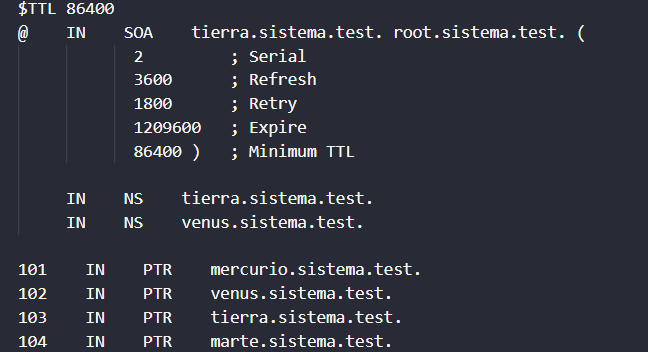 $TTL 86400
@ IN SOA tierra.sistema.test. root.sistema.test. (
2 ; Serial
3600 ; Refresh
1800 ; Retry
1209600 ; Expire
86400 ) ; Minimum TTL
IN NS tierra.sistema.test.
IN NS venus.sistema.test.
101 IN PTR mercurio.sistema.test.
102 IN PTR venus.sistema.test.
103 IN PTR tierra.sistema.test.
104 IN PTR marte.sistema.test.